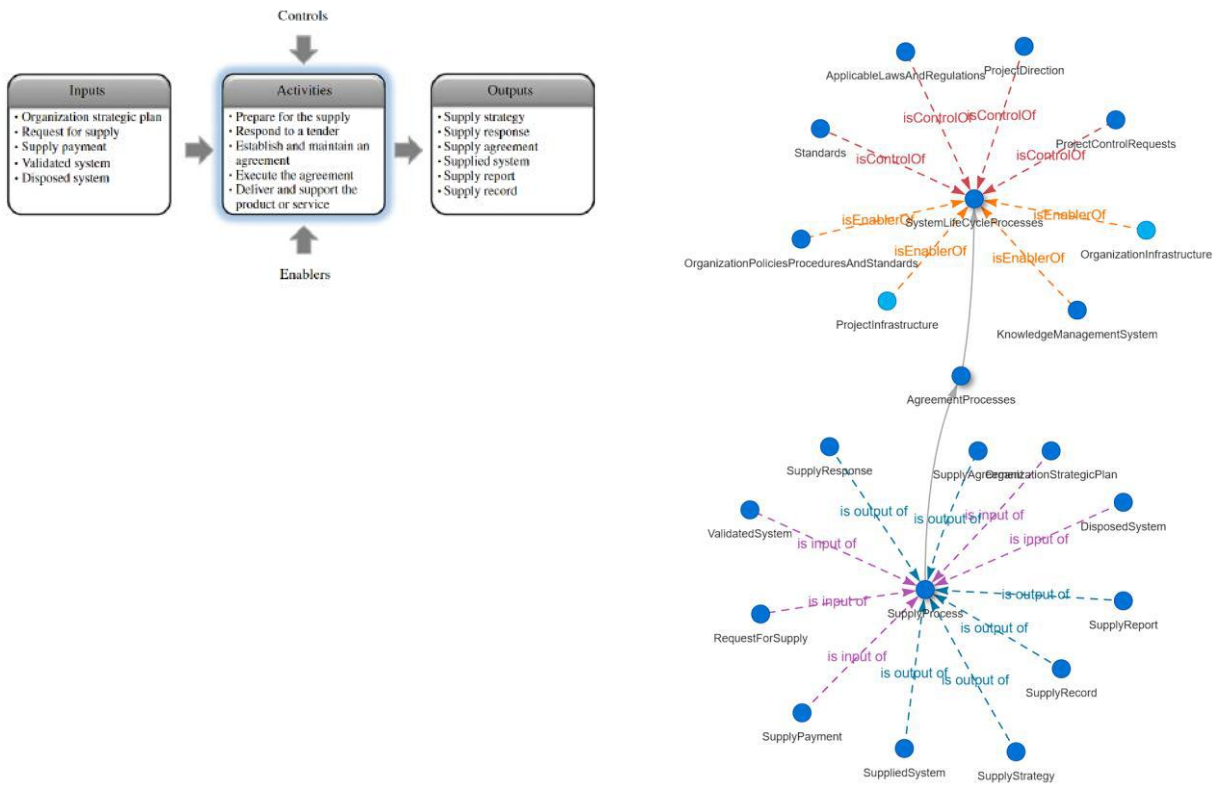 Controls
Inputs
• Organization strategic plan
• Request for supply
• Supply payment
• Validated system
• Disposed system
Activities
• Prepare for the supply
• Respond to a tender
• Establish and maintain an
agreement
• Execute the agreement
• Deliver and support the
product or service
Outputs
• Supply strategy
• Supply response
• Supply agreement
• Supplied system
• Supply report
• Supply record
Enablers
ApplicableLawsAndRegulations
ProjectDirection
isControlOf
isControlOf
Standards
isControlOf
isControlOf
ProjectControlRequests
isEnablerOf
SystemLifeCycleProcesses
isEnablerOf
OrganizationPoliciesProceduresAndStandards
isEnablerOf
isEnablerOf
OrganizationInfrastructure
ProjectInfrastructure
KnowledgeManagementSystem
AgreementProcesses
SupplyResponse
SupplyAgreement
OrganizationStrategicPlan
ValidatedSystem
is output of
is output of
is input of
DisposedSystem
is input of
is input of
is input of
SupplyProcess
is output of
RequestForSupply
is output of
SupplyReport
is input of
is output of
is output of
SupplyRecord
SupplyPayment
SuppliedSystem
SupplyStrategy